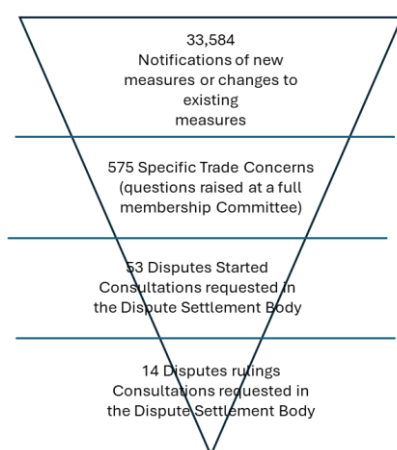 33,584
Notifications of new
measures or changes to
existing
measures
575 Specific Trade Concerns
(questions raised at a full
membership Committee)
53 Disputes Started
Consultations requested in
the Dispute Settlement Body
14 Disputes rulings
Consultations requested in
the Dispute Settlement Body